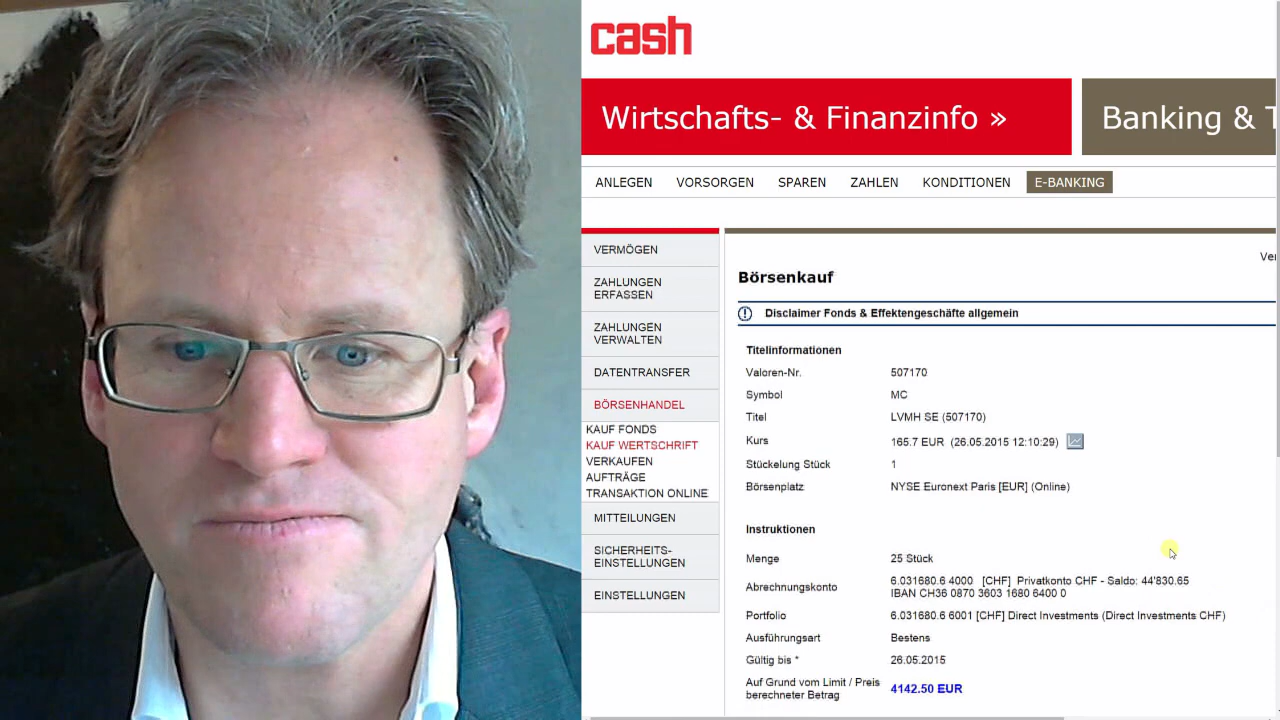 cash
Wirtschafts- & Finanzinfo »
Banking &
ANLEGEN VORSORGEN SPAREN ZAHLEN KONDITIONEN E-BANKING
VERMÖGEN
ZAHLUNGEN
ERFASSEN
ZAHLUNGEN
VERWALTEN
DATENTRANSFER
BÖRSENHANDEL
KAUF FONDS
KAUF WERTSCHRIFT
VERKAUFEN
AUFTRÄGE
TRANSAKTION ONLINE
MITTEILUNGEN
SICHERHEITS-
EINSTELLUNGEN
EINSTELLUNGEN
Börsenkauf
Disclaimer Fonds & Effektengeschäfte allgemein
Titelinformationen
Valoren-Nr. 507170
Symbol MC
Titel LVMH SE (507170)
Kurs 165.7 EUR (26.05.2015 12:10:29)
Stückelung Stück 1
Börsenplatz NYSE Euronext Paris [EUR] (Online)
Instruktionen
Menge 25 Stück
Abrechnungskonto 6.031680.6 4000 [CHF] Privatkonto CHF - Saldo: 44'830.65
IBAN CH36 0870 3603 1680 6400 0
Portfolio 6.031680.6 6001 [CHF] Direct Investments (Direct Investments CHF)
Ausführungsart Bestens
Gültig bis * 26.05.2015
Auf Grund vom Limit / Preis
berechneter Betrag 4142.50 EUR